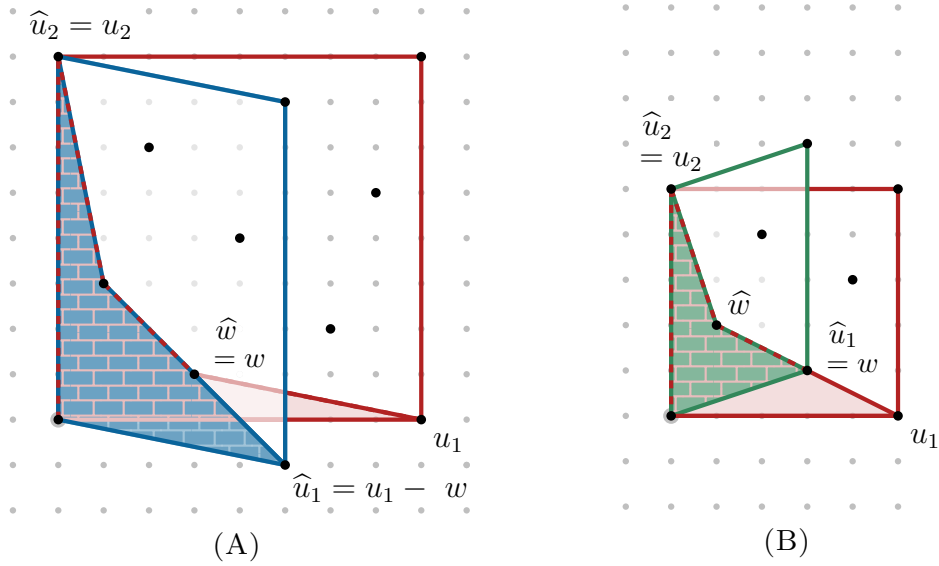 û₂ = u₂
ŵ
= w
u₁
û₁ = u₁ − w
(A)
û₂
= u₂
ŵ
û₁
= w
u₁
(B)